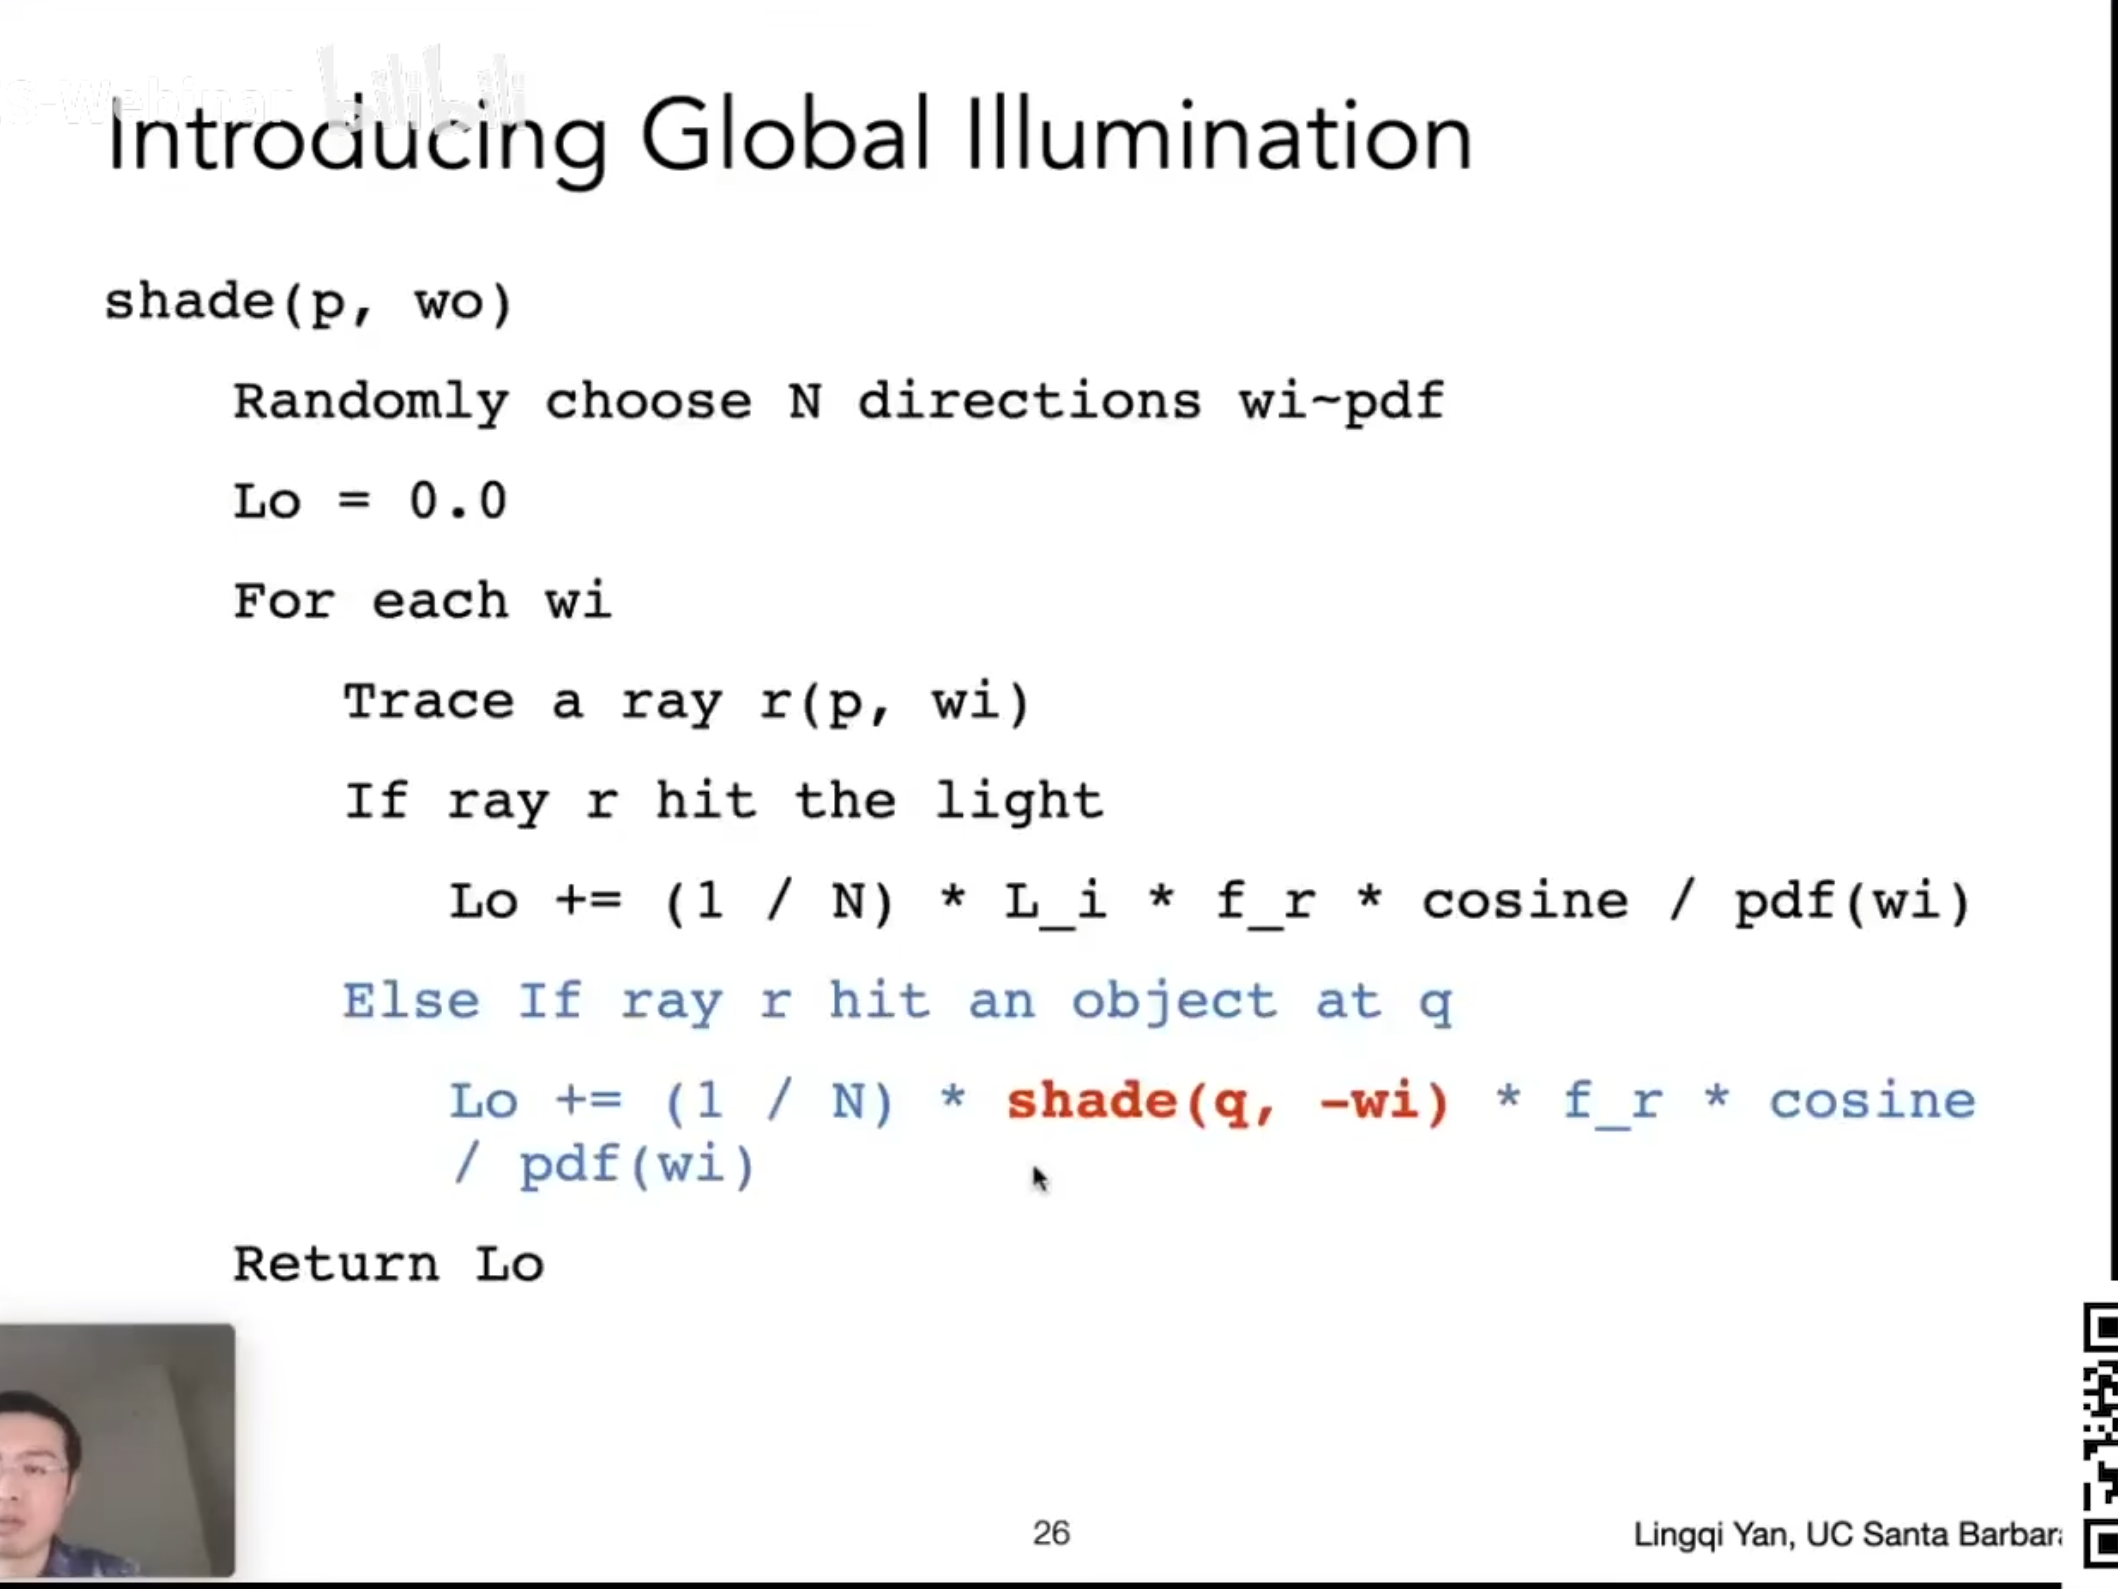 S-Webinar bilibili
Introducing Global Illumination
shade(p, wo)
Randomly choose N directions wi~pdf
Lo = 0.0
For each wi
Trace a ray r(p, wi)
If ray r hit the light
Lo += (1 / N) * L_i * f_r * cosine / pdf(wi)
Else If ray r hit an object at q
Lo += (1 / N) * shade(q, -wi) * f_r * cosine
/ pdf(wi)
Return Lo
26
Lingqi Yan, UC Santa Barbara